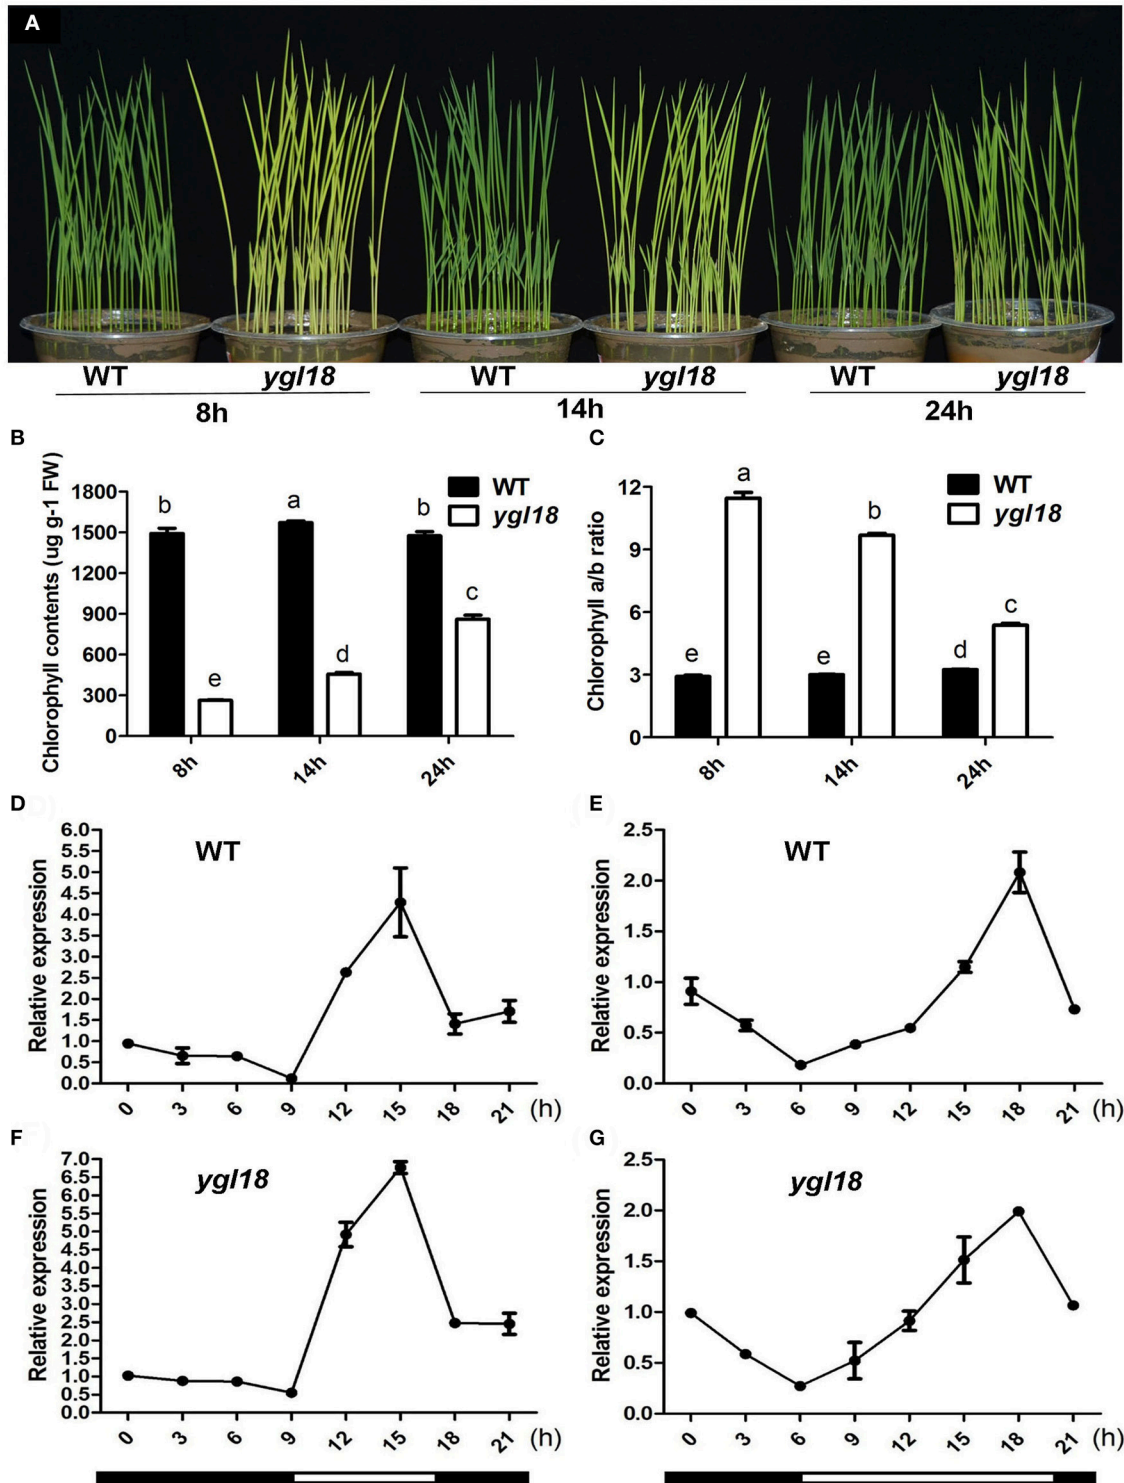 A
WT ygl18 WT ygl18 WT ygl18
8h 14h 24h
B
Chlorophyll contents (ug g-1 FW)
1800
1500
1200
900
600
300
0
b e a d b c
WT
ygl18
8h 14h 24h
C
Chlorophyll a/b ratio
12
9
6
3
0
e a e b d c
WT
ygl18
8h 14h 24h
D
Relative expression
WT
6.0
5.5
5.0
4.5
4.0
3.5
3.0
2.5
2.0
1.5
1.0
0.5
0.0
0 3 6 9 12 15 18 21 (h)
E
Relative expression
WT
2.5
2.0
1.5
1.0
0.5
0.0
0 3 6 9 12 15 18 21 (h)
F
Relative expression
ygl18
7.0
6.5
6.0
5.5
5.0
4.5
4.0
3.5
3.0
2.5
2.0
1.5
1.0
0.5
0.0
0 3 6 9 12 15 18 21 (h)
G
Relative expression
ygl18
2.5
2.0
1.5
1.0
0.5
0.0
0 3 6 9 12 15 18 21 (h)